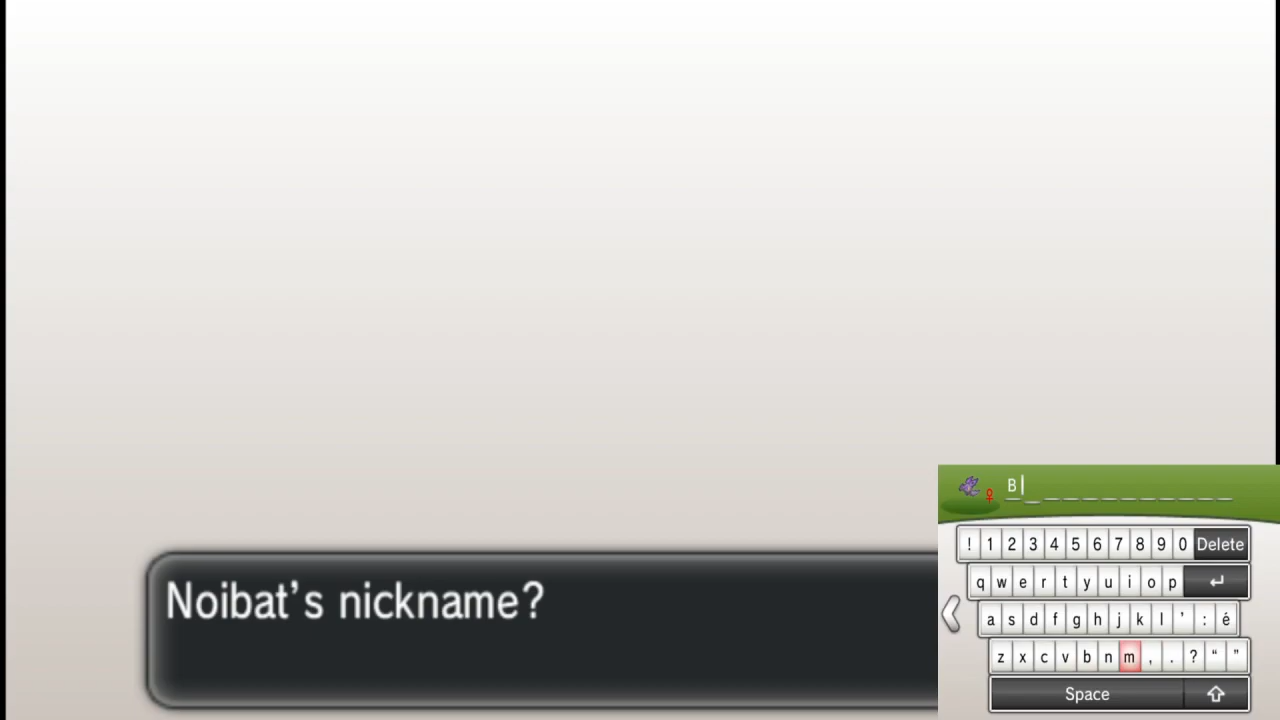 Noibat's nickname?
B
! 1 2 3 4 5 6 7 8 9 0 Delete
q w e r t y u i o p
a s d f g h j k l ' : é
z x c v b n m , . ? “ ”
Space